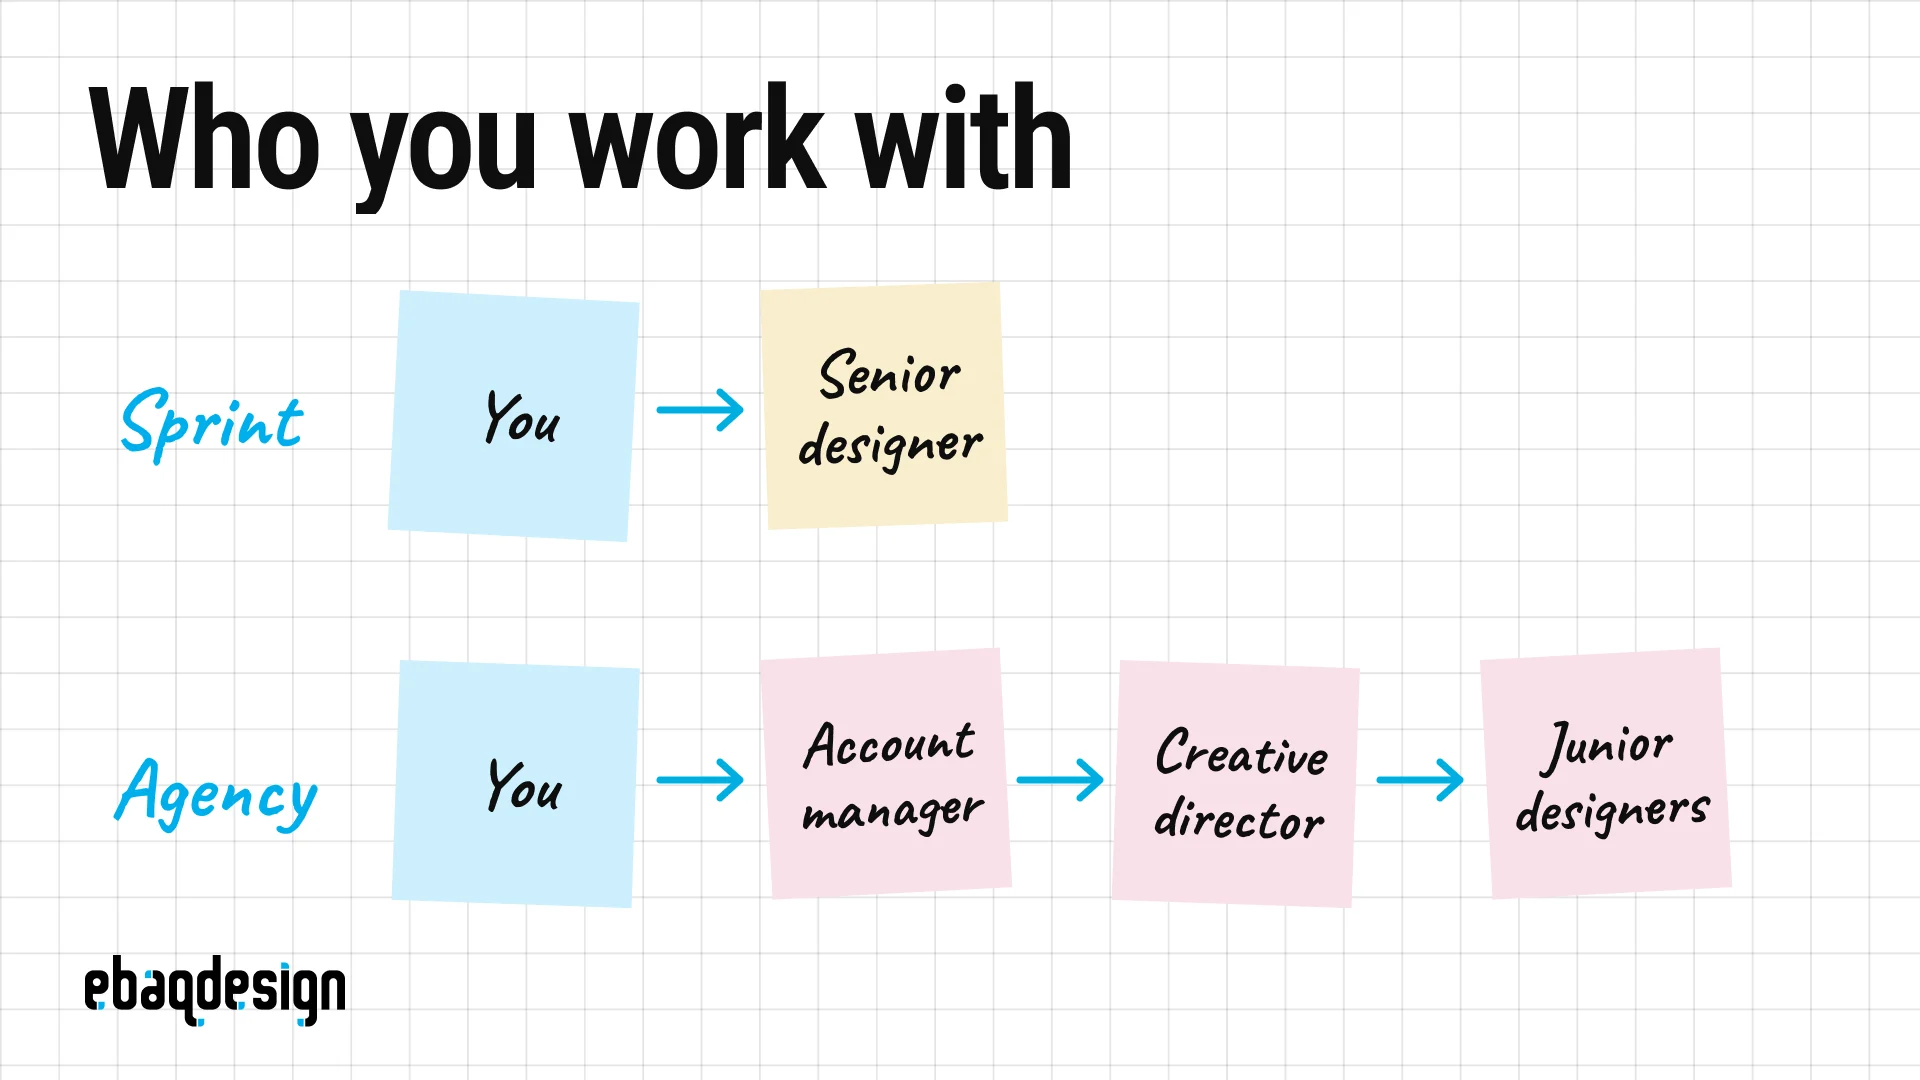 Who you work with
Sprint
You
Senior
designer
Agency
You
Account
manager
Creative
director
Junior
designers
ebaqdesign